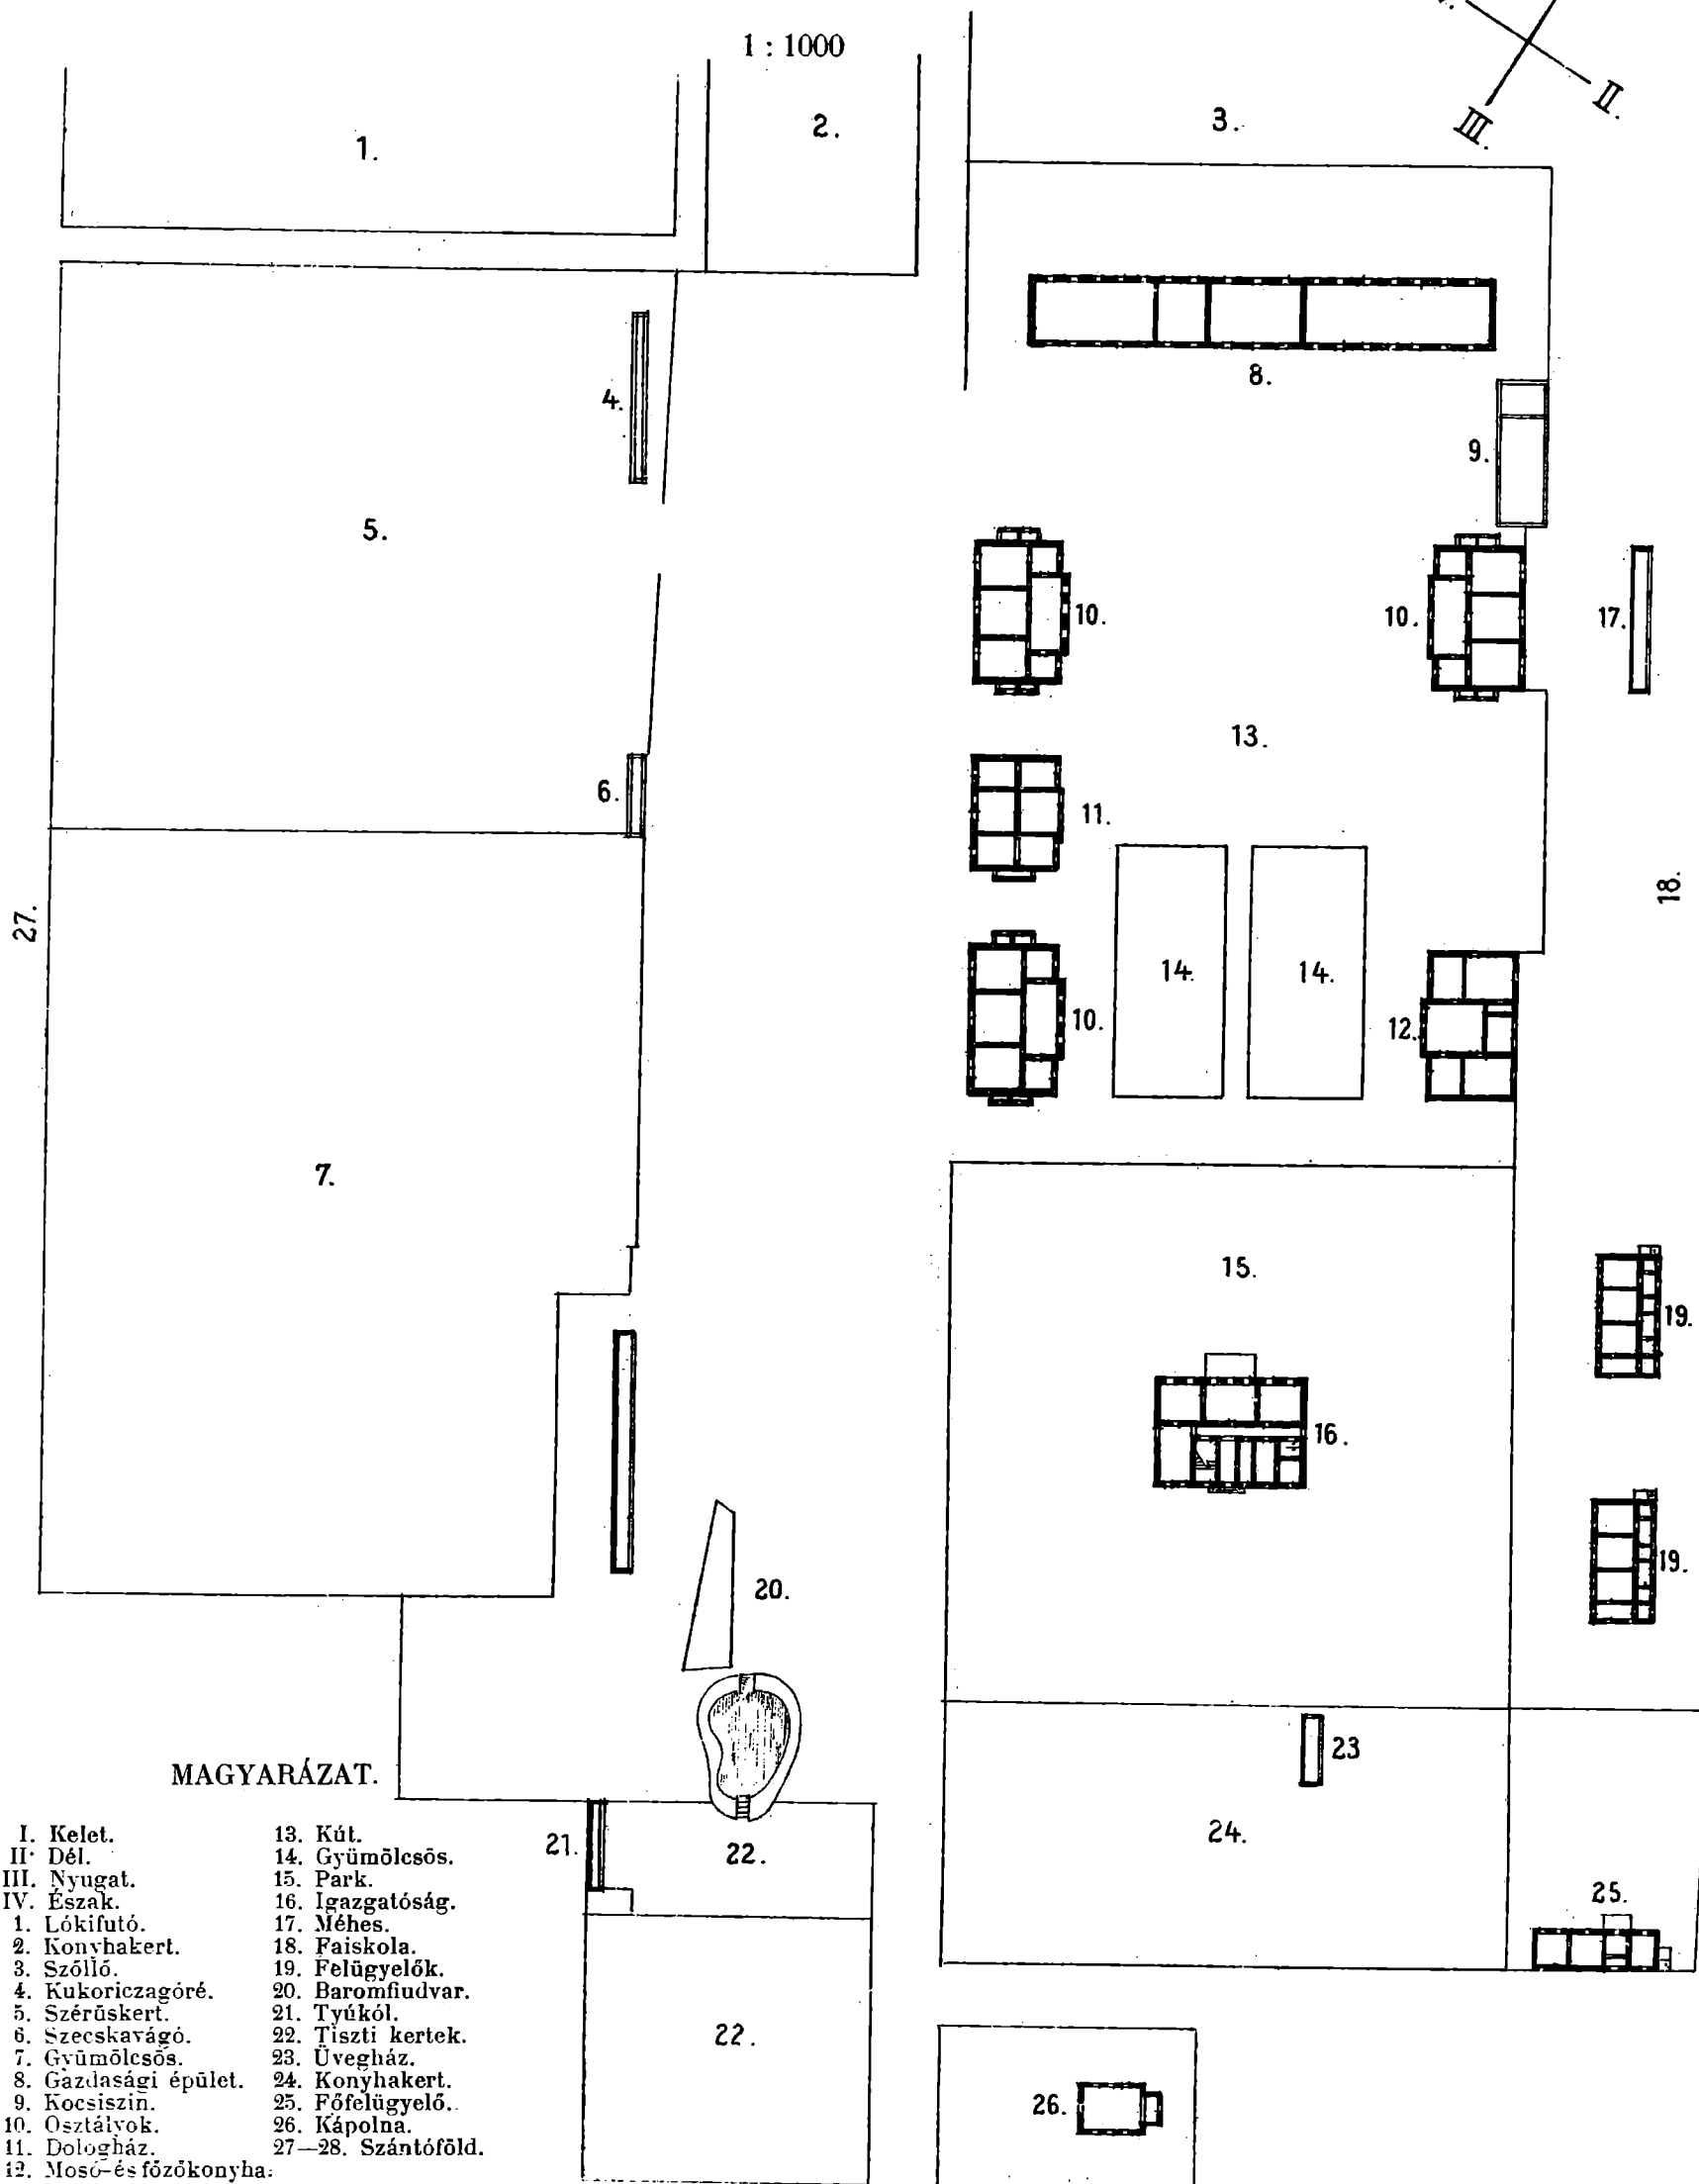 1 : 1000
II.
III.
1.
2.
3.
4.
5.
6.
7.
8.
9.
10.
10.
17.
13.
11.
27.
18.
14.
14.
10.
12.
15.
16.
19.
19.
20.
23
24.
21.
22.
22.
25.
26.
MAGYARÁZAT.
I. Kelet.
II. Dél.
III. Nyugat.
IV. Észak.
1. Lókifutó.
2. Konyhakert.
3. Szőllő.
4. Kukoriczagóré.
5. Szérűskert.
6. Szecskavágó.
7. Gyümölcsös.
8. Gazdasági épület.
9. Kocsiszin.
10. Osztályok.
11. Dologház.
12. Mosó- és főzőkonyha.
13. Kút.
14. Gyümölcsös.
15. Park.
16. Igazgatóság.
17. Méhes.
18. Faiskola.
19. Felügyelők.
20. Baromfiudvar.
21. Tyúkól.
22. Tiszti kertek.
23. Üvegház.
24. Konyhakert.
25. Főfelügyelő.
26. Kápolna.
27—28. Szántóföld.